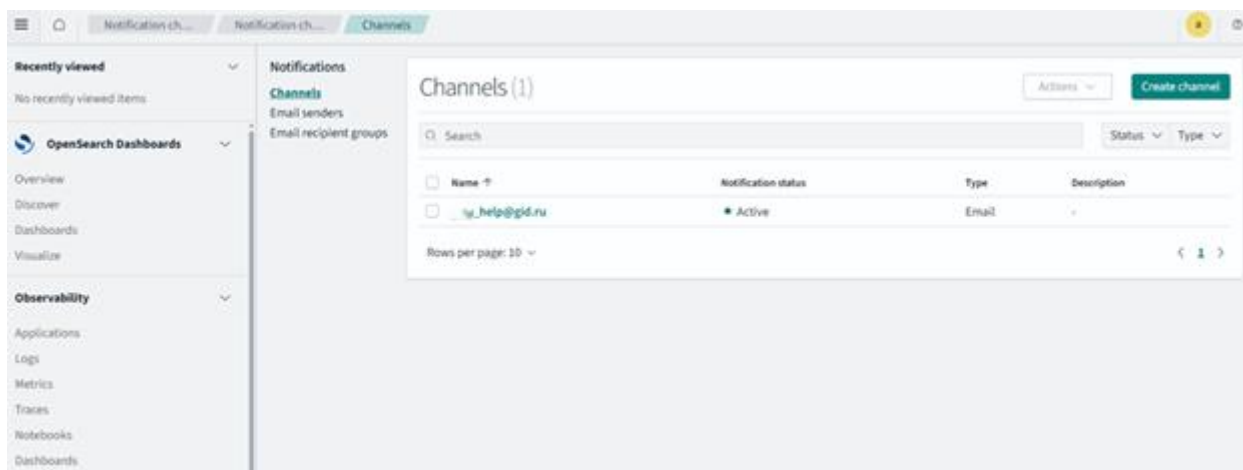 Notification ch...
Notification ch...
Channels
a
Recently viewed
No recently viewed items
OpenSearch Dashboards
Overview
Discover
Dashboards
Visualize
Observability
Applications
Logs
Metrics
Traces
Notebooks
Dashboards
Notifications
Channels
Email senders
Email recipient groups
Channels (1)
Actions
Create channel
Search
Status
Type
Name
Notification status
Type
Description
_help@gid.ru
Active
Email
-
Rows per page: 10
1